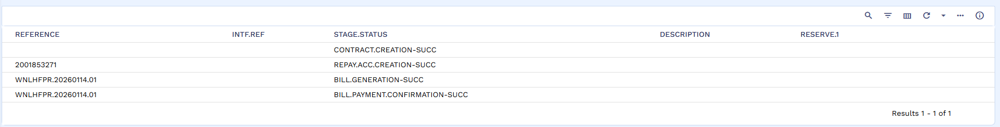 REFERENCE INTF.REF STAGE.STATUS DESCRIPTION RESERVE.1
CONTRACT.CREATION-SUCC
2001853271 REPAY.ACC.CREATION-SUCC
WNLHFPR.20260114.01 BILL.GENERATION-SUCC
WNLHFPR.20260114.01 BILL.PAYMENT.CONFIRMATION-SUCC
Results 1 - 1 of 1